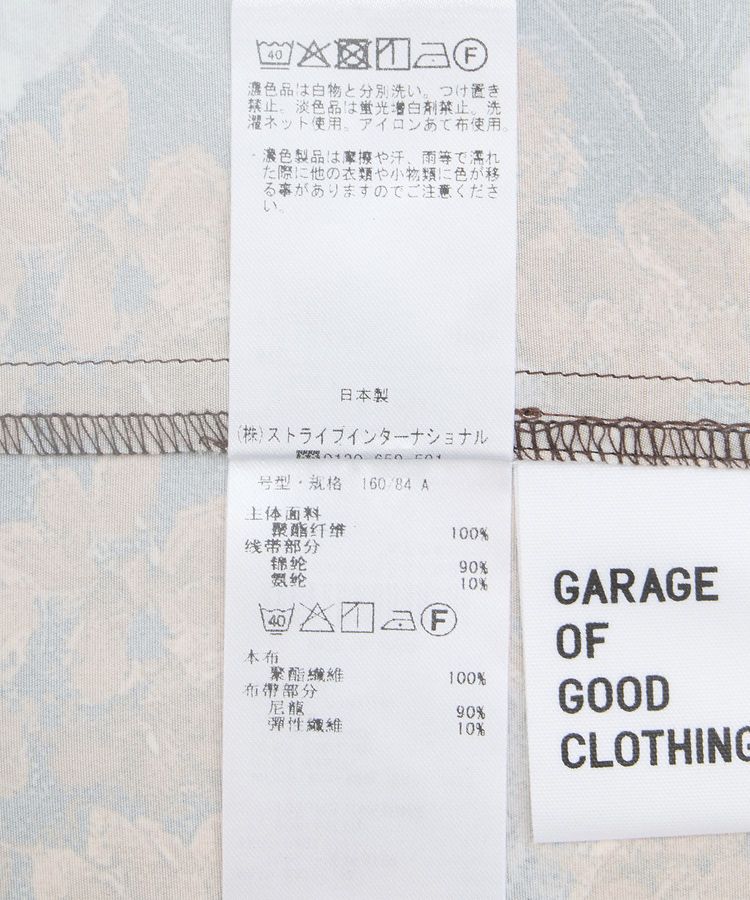 40 F
濃色品は白物と分別洗い。つけ置き
禁止。淡色品は蛍光増白剤禁止。洗
濯ネット使用。アイロンあて布使用。
・濃色製品は摩擦や汗、雨等で濡れ
た際に他の衣類や小物類に色が移
る事がありますのでご注意くださ
い。
日本製
(株)ストライプインターナショナル
号型・规格 160/84 A
主体面料
聚酯纤维 100%
线带部分
锦纶 90%
氨纶 10%
40 F
本布
聚酯纖維 100%
布帶部分
尼龍 90%
彈性纖維 10%
GARAGE
OF
GOOD
CLOTHING